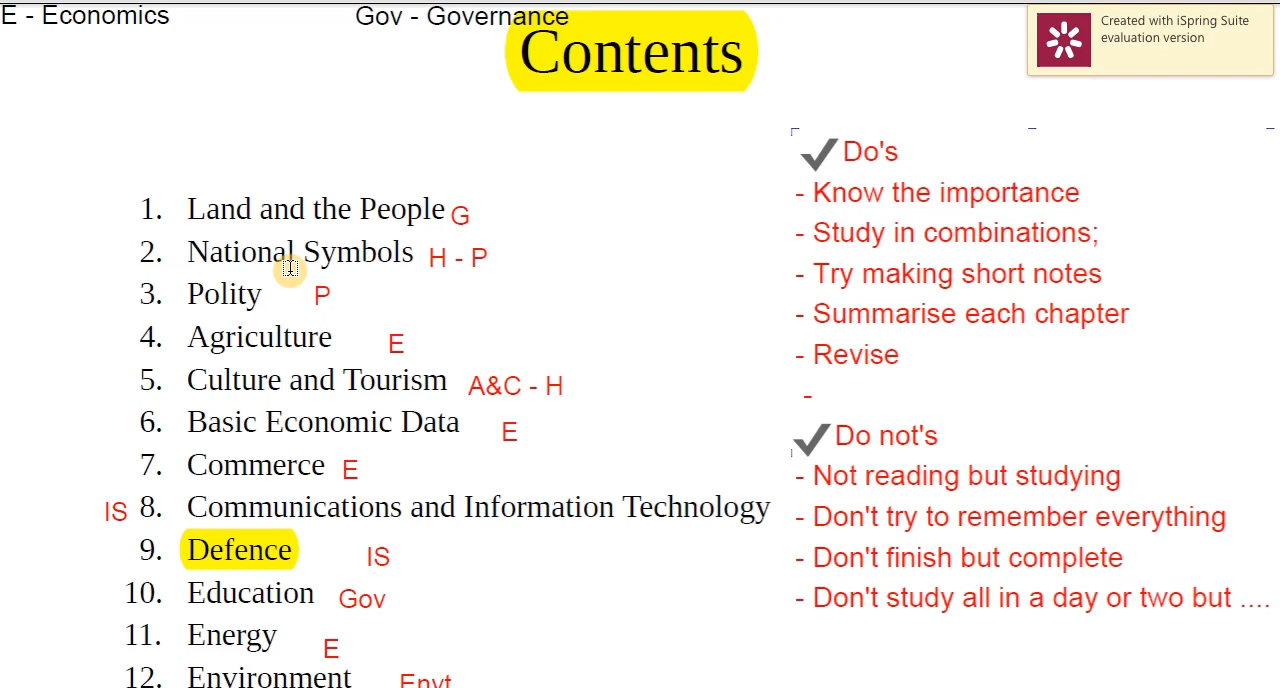 E - Economics Gov - Governance
Contents
Created with iSpring Suite
evaluation version
1. Land and the People G
2. National Symbols H - P
3. Polity P
4. Agriculture E
5. Culture and Tourism A&C - H
6. Basic Economic Data E
7. Commerce E
IS 8. Communications and Information Technology
9. Defence IS
10. Education Gov
11. Energy E
12. Environment Envt
Do's
- Know the importance
- Study in combinations;
- Try making short notes
- Summarise each chapter
- Revise
-
Do not's
- Not reading but studying
- Don't try to remember everything
- Don't finish but complete
- Don't study all in a day or two but ....